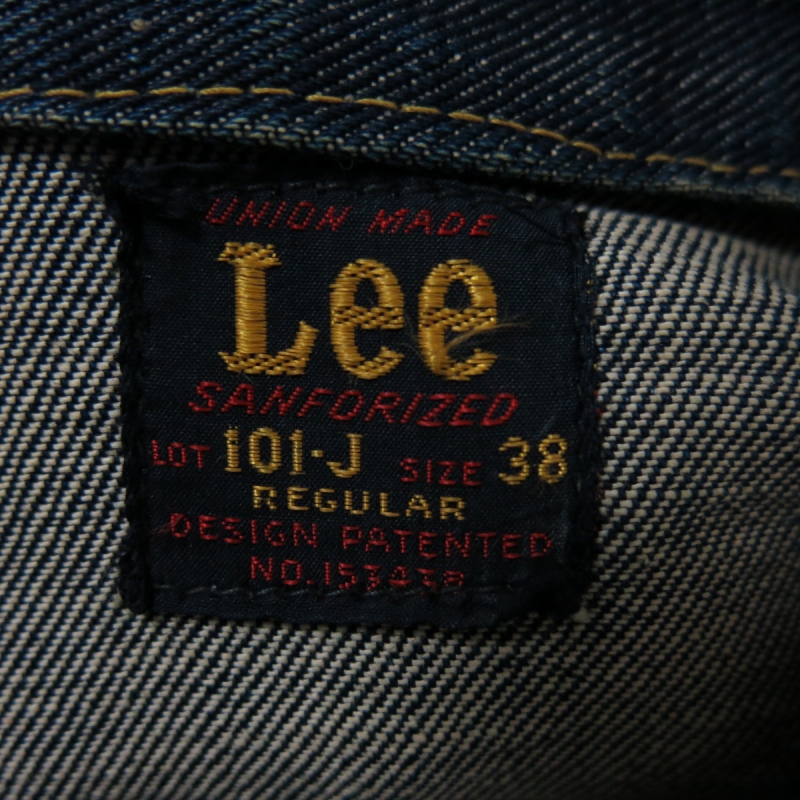 UNION MADE
Lee
SANFORIZED
LOT 101-J SIZE 38
REGULAR
DESIGN PATENTED
NO. 153438